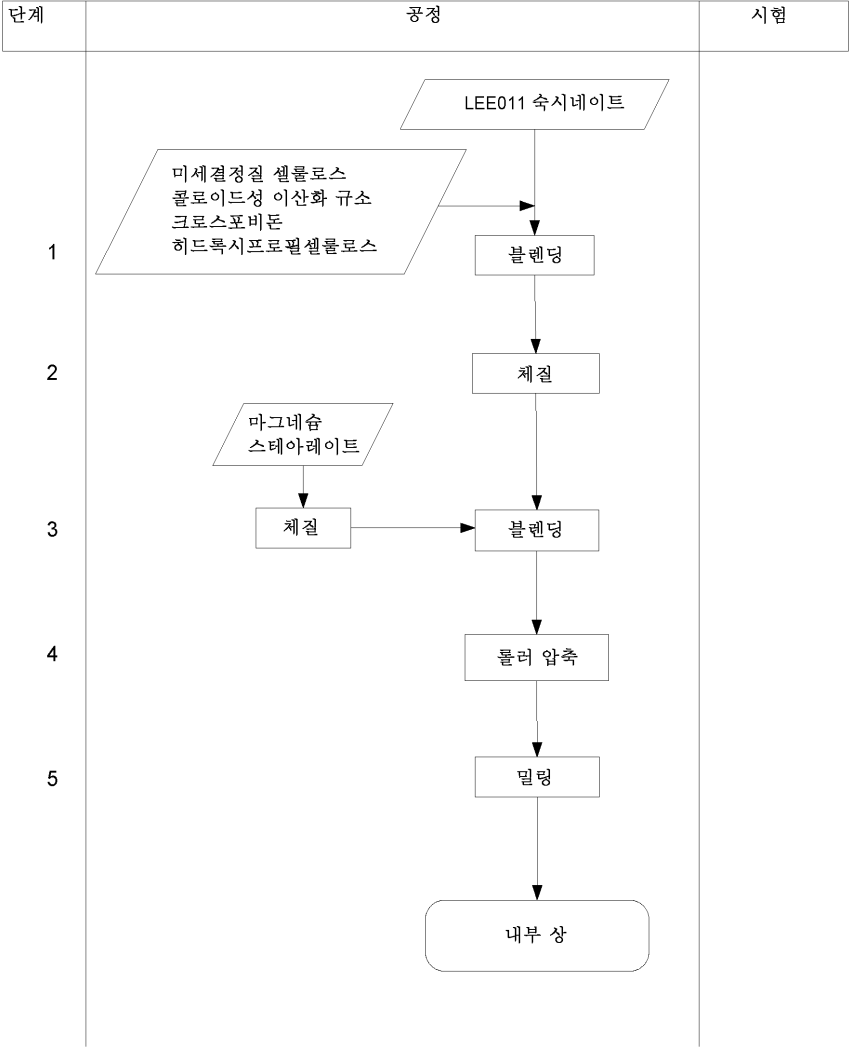 단계
공정
시험
LEE011 숙시네이트
미세결정질 셀룰로스
콜로이드성 이산화 규소
크로스포비돈
히드록시프로필셀룰로스
1
블렌딩
2
체질
마그네슘
스테아레이트
3
체질
블렌딩
4
롤러 압축
5
밀링
내부 상